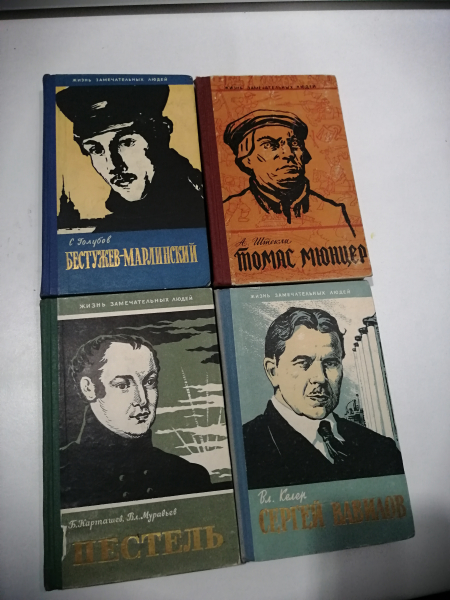 ЖИЗНЬ ЗАМЕЧАТЕЛЬНЫХ ЛЮДЕЙ
С. Голубов
БЕСТУЖЕВ-МАРЛИНСКИЙ
ЖИЗНЬ ЗАМЕЧАТЕЛЬНЫХ ЛЮДЕЙ
А. Штекли
ТОМАС МЮНЦЕР
ЖИЗНЬ ЗАМЕЧАТЕЛЬНЫХ ЛЮДЕЙ
Б. Карташев, Вл. Муравьев
ПЕСТЕЛЬ
ЖИЗНЬ ЗАМЕЧАТЕЛЬНЫХ ЛЮДЕЙ
Вл. Келер
СЕРГЕЙ ВАВИЛОВ